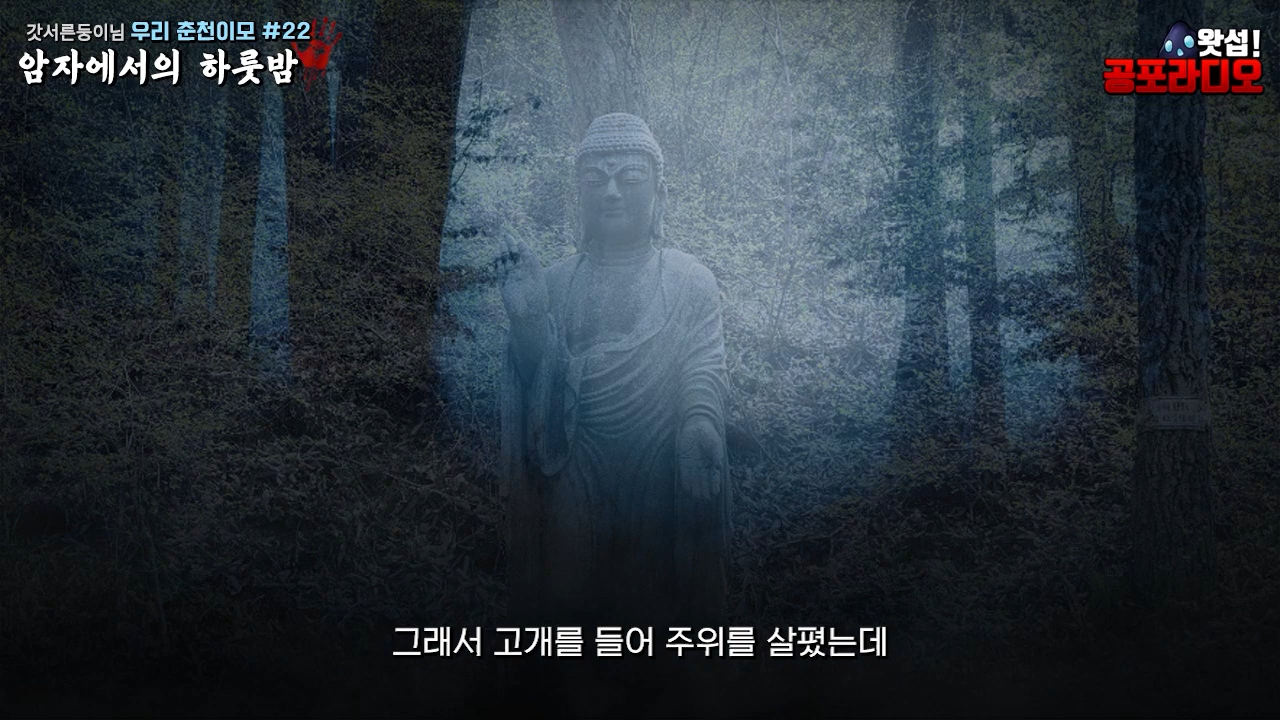 갓서른둥이님 우리 춘천이모 #22
암자에서의 하룻밤
왓섭!
공포라디오
그래서 고개를 들어 주위를 살폈는데